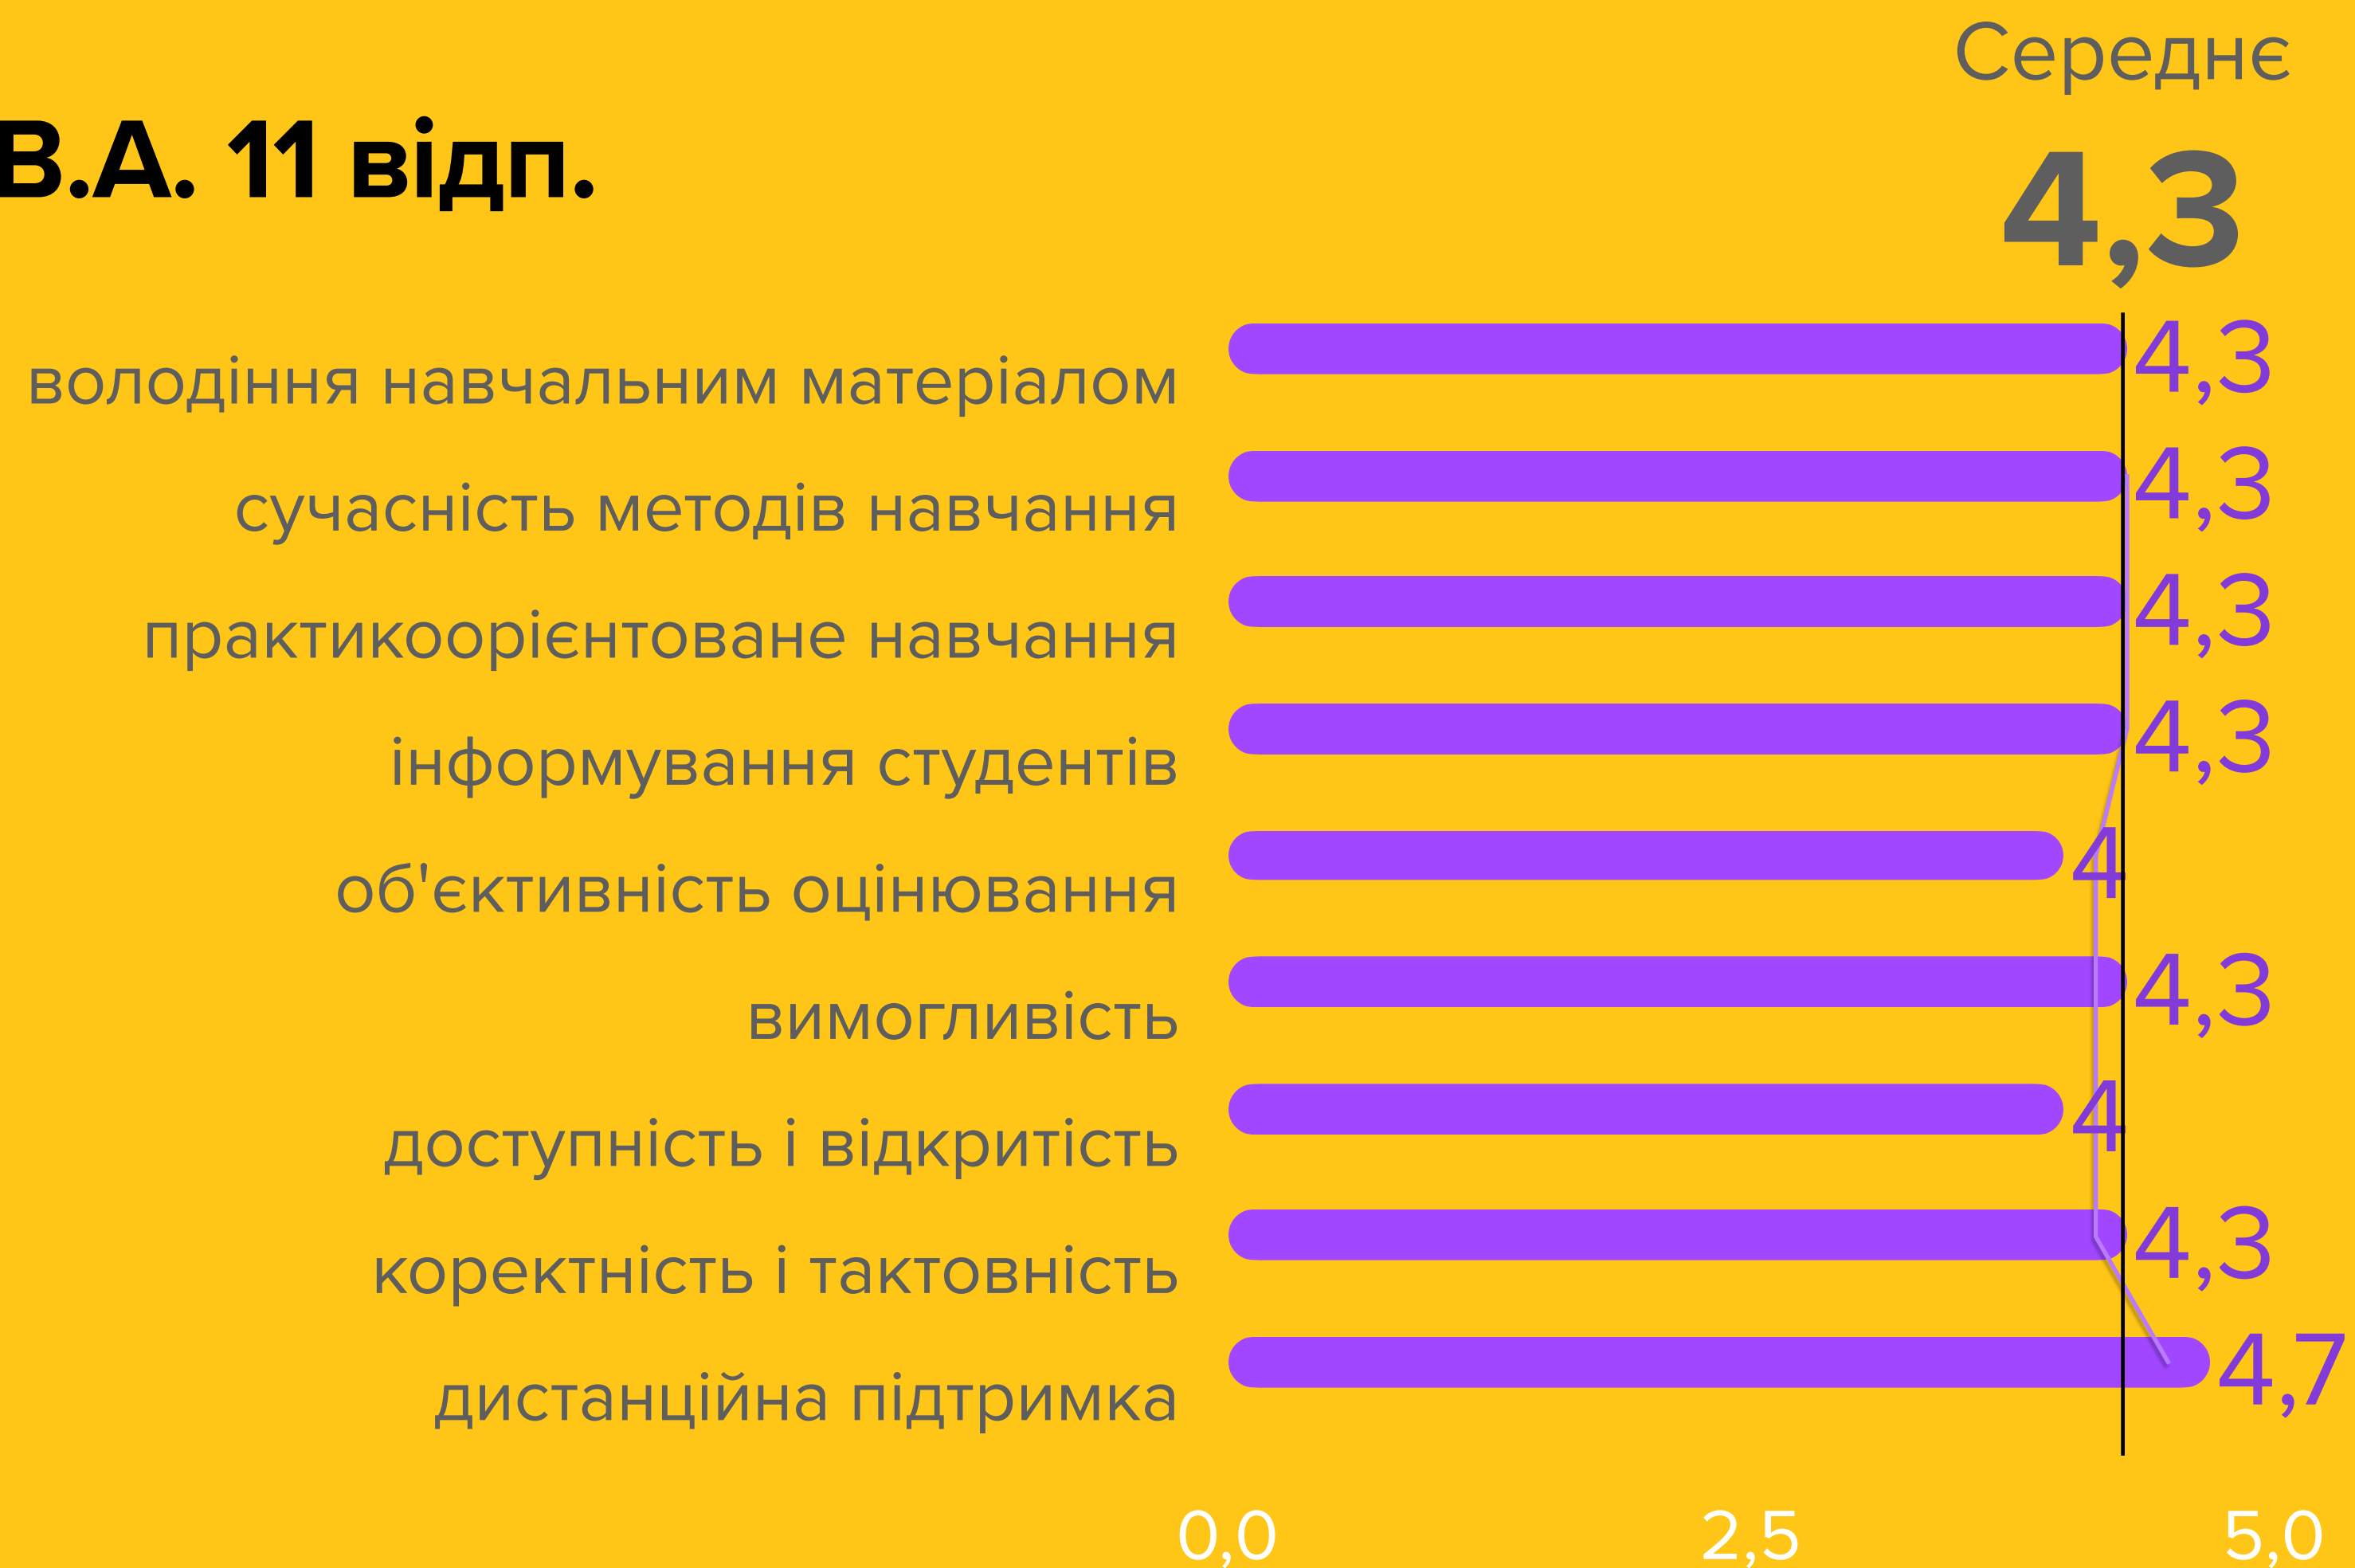 Середнє
В.А. 11 відп.
4,3
володіння навчальним матеріалом 4,3
сучасність методів навчання 4,3
практикоорієнтоване навчання 4,3
інформування студентів 4,3
об'єктивність оцінювання 4
вимогливість 4,3
доступність і відкритість 4
коректність і тактовність 4,3
дистанційна підтримка 4,7
0,0 2,5 5,0